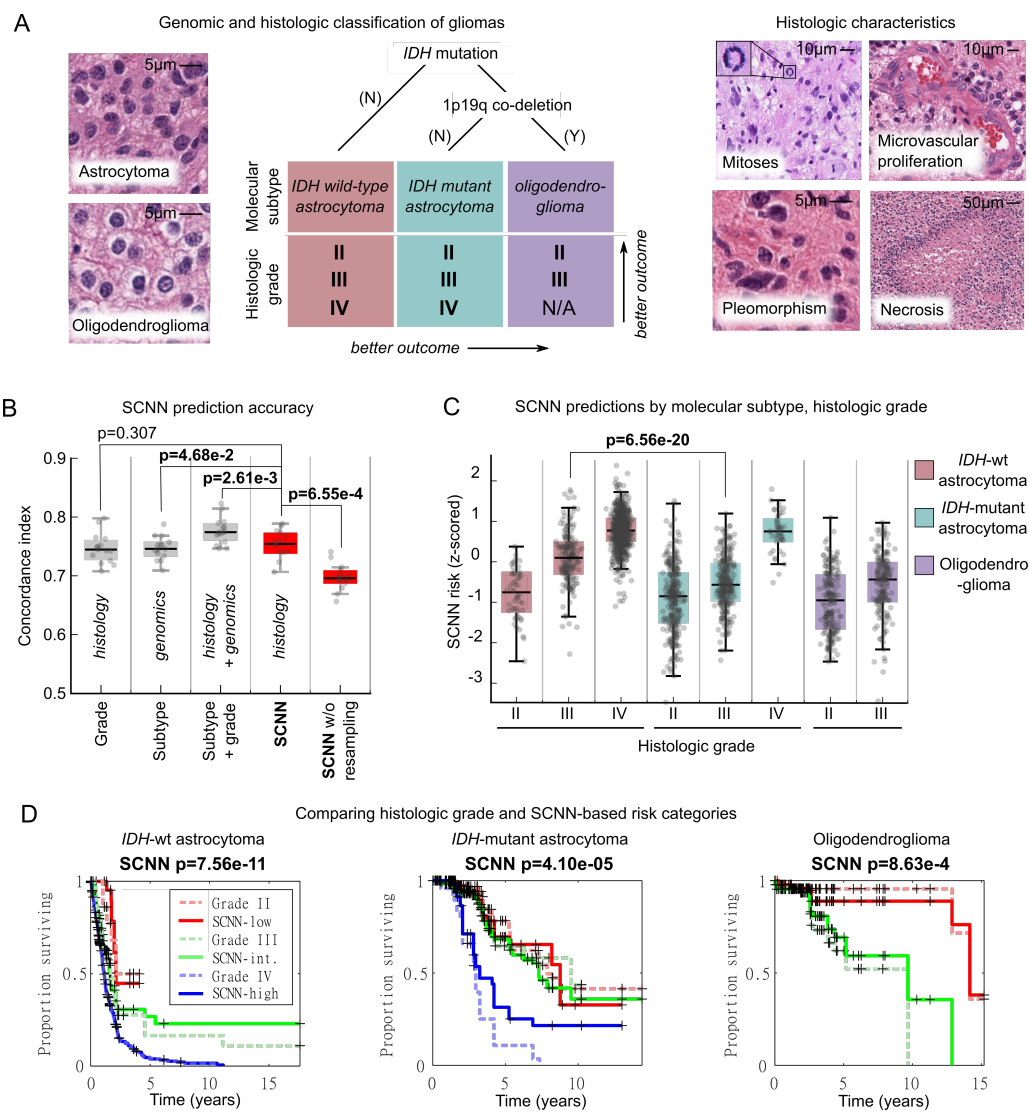 A
Genomic and histologic classification of gliomas
Histologic characteristics
5μm
Astrocytoma
5μm
Oligodendroglioma
IDH mutation
(N)
1p19q co-deletion
(N)
(Y)
Molecular
subtype
IDH wild-type
astrocytoma
IDH mutant
astrocytoma
oligodendro-
glioma
Histologic
grade
II
III
IV
II
III
IV
II
III
N/A
better outcome
better outcome
10μm
Mitoses
10μm
Microvascular
proliferation
5μm
Pleomorphism
50μm
Necrosis
B
SCNN prediction accuracy
p=0.307
p=4.68e-2
p=2.61e-3
p=6.55e-4
Concordance index
0.9
0.8
0.7
0.6
0.5
histology
genomics
histology
+ genomics
histology
Grade
Subtype
Subtype
+ grade
SCNN
SCNN w/o
resampling
C
SCNN predictions by molecular subtype, histologic grade
p=6.56e-20
SCNN risk (z-scored)
2
1
0
-1
-2
-3
II
III
IV
II
III
IV
II
III
Histologic grade
IDH-wt
astrocytoma
IDH-mutant
astrocytoma
Oligodendro
-glioma
D
Comparing histologic grade and SCNN-based risk categories
IDH-wt astrocytoma
SCNN p=7.56e-11
Proportion surviving
1
0.5
0
0
5
10
15
Time (years)
Grade II
SCNN-low
Grade III
SCNN-int.
Grade IV
SCNN-high
IDH-mutant astrocytoma
SCNN p=4.10e-05
Proportion surviving
1
0.5
0
0
5
10
Time (years)
Oligodendroglioma
SCNN p=8.63e-4
Proportion surviving
1
0.5
0
0
5
10
15
Time (years)